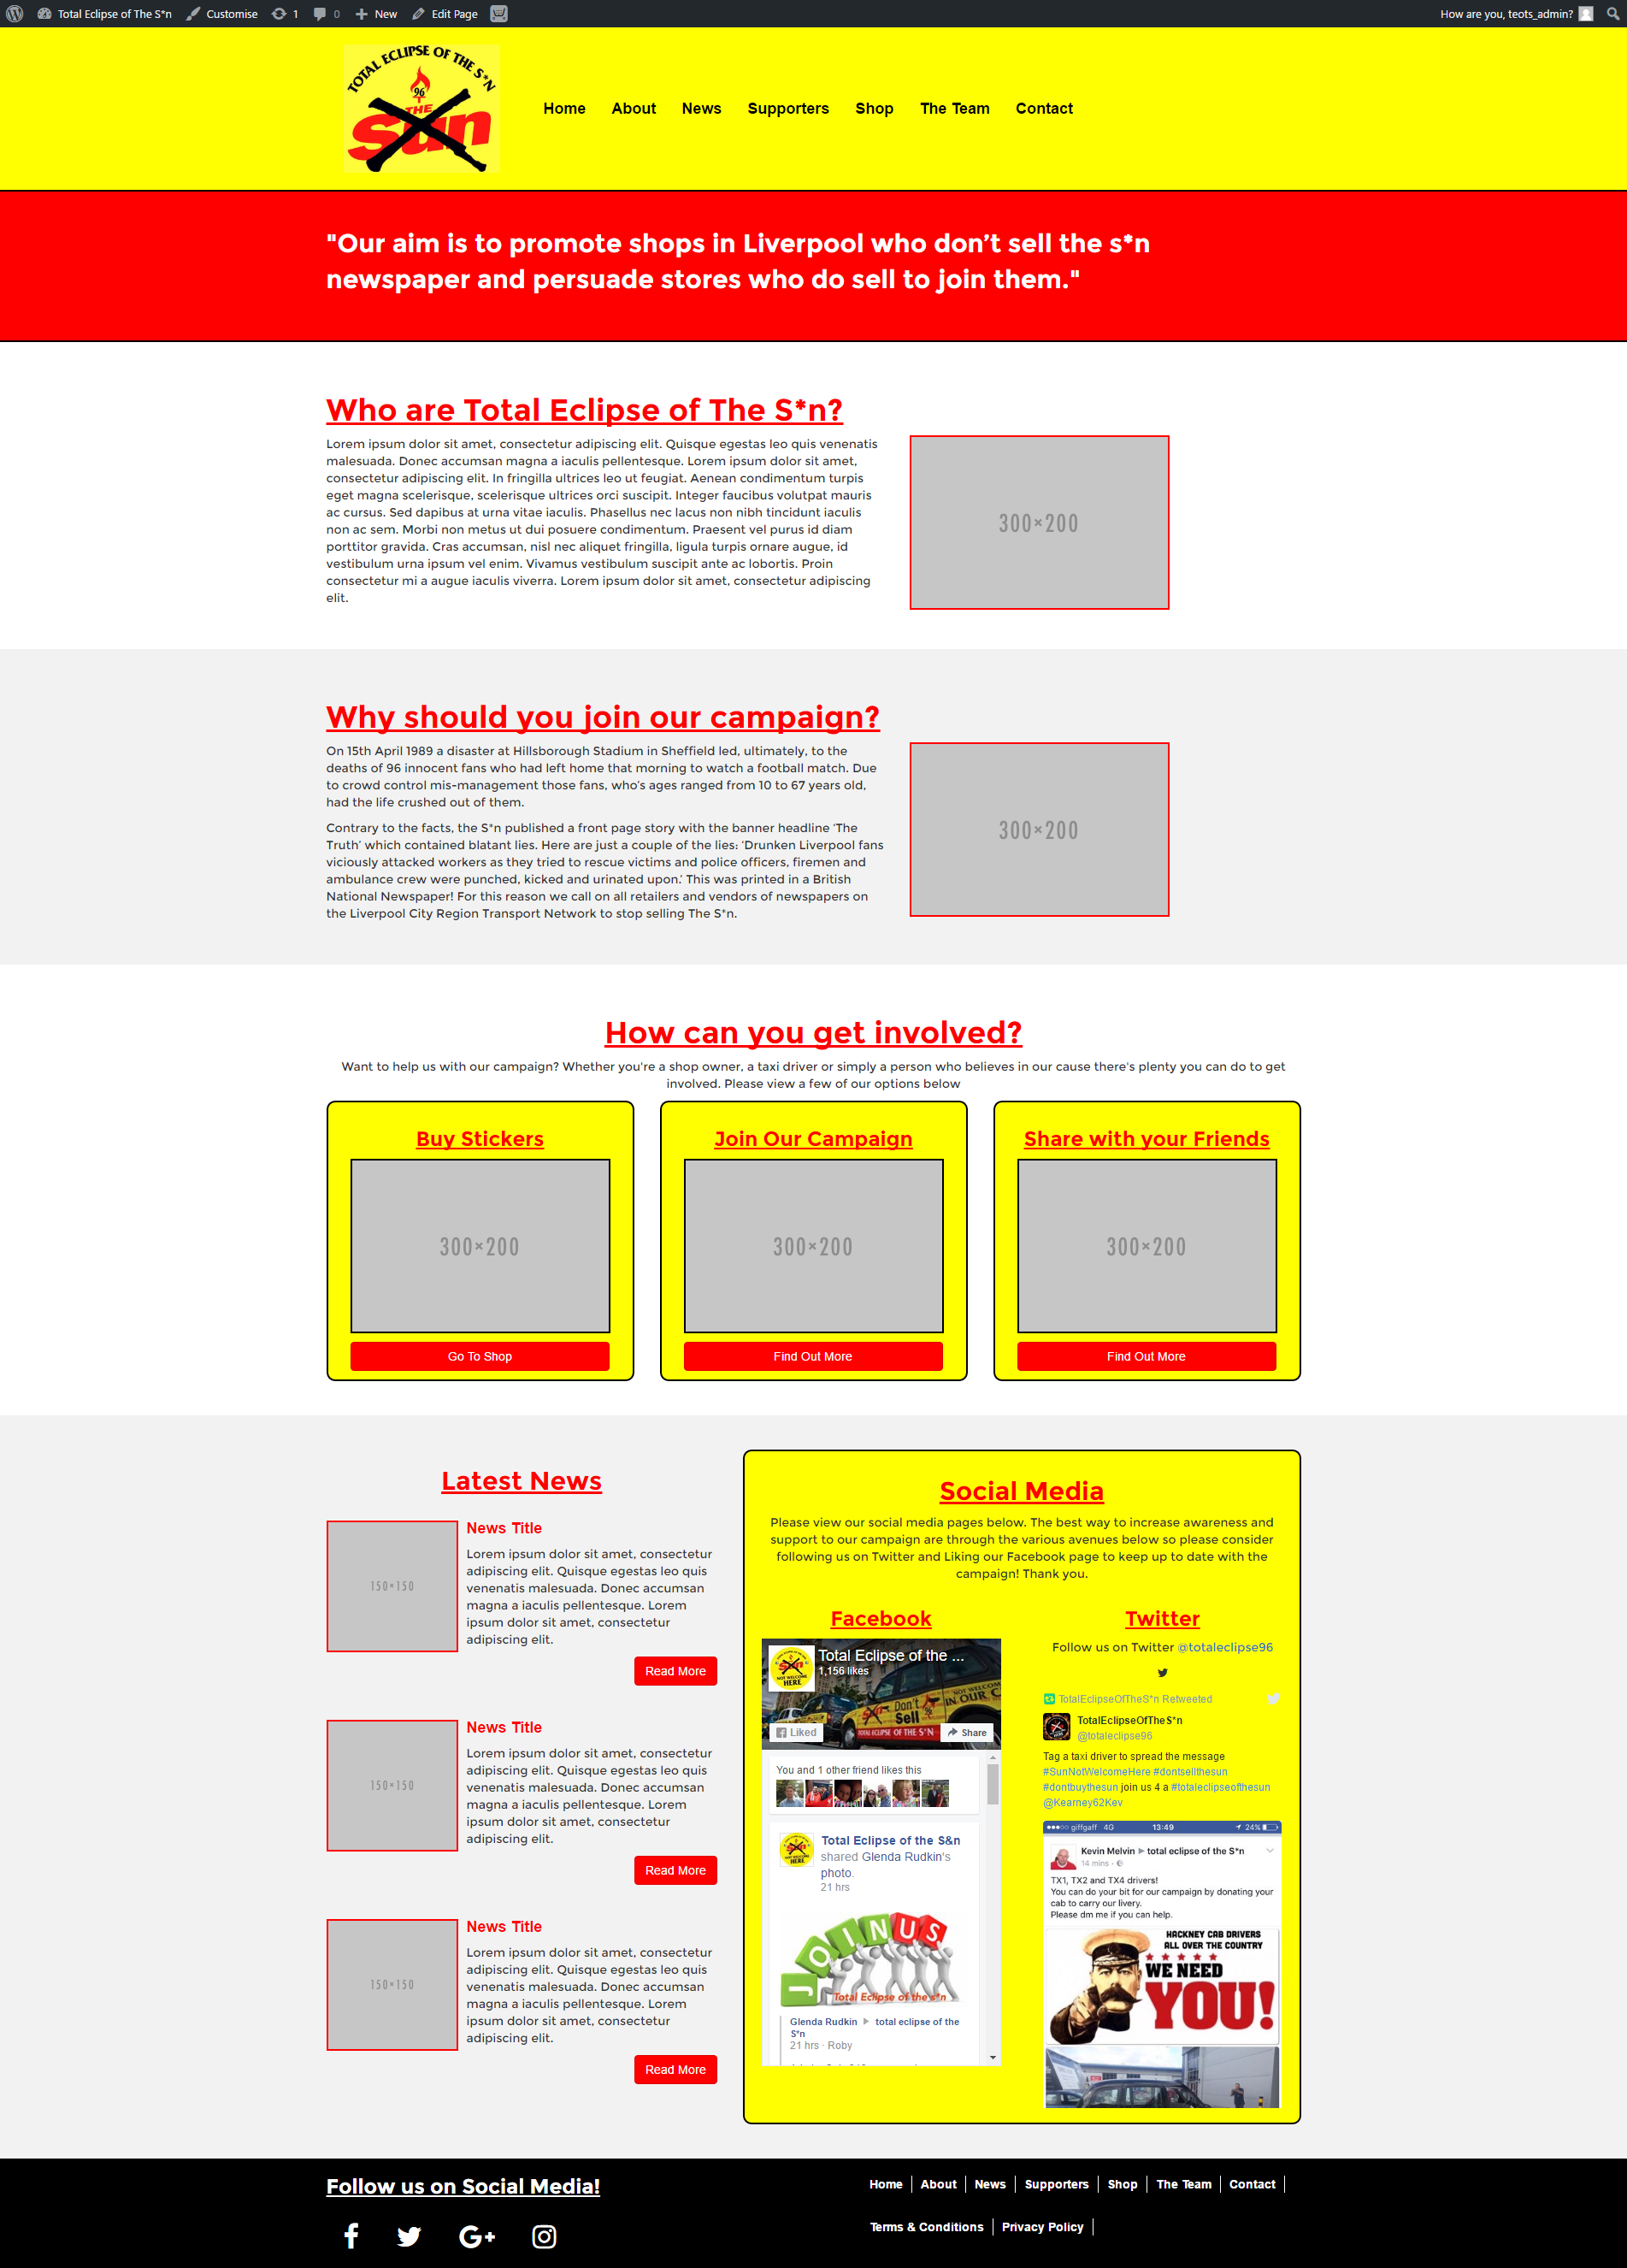 Total Eclipse of The S*n Customise 1 0 New Edit Page How are you, teots_admin?
TOTAL ECLIPSE OF THE S*N
96
THE
Sun
Home About News Supporters Shop The Team Contact
"Our aim is to promote shops in Liverpool who don’t sell the s*n
newspaper and persuade stores who do sell to join them."
Who are Total Eclipse of The S*n?
Lorem ipsum dolor sit amet, consectetur adipiscing elit. Quisque egestas leo quis venenatis
malesuada. Donec accumsan magna a iaculis pellentesque. Lorem ipsum dolor sit amet,
consectetur adipiscing elit. In fringilla ultrices leo ut feugiat. Aenean condimentum turpis
eget magna scelerisque, scelerisque ultrices orci suscipit. Integer faucibus volutpat mauris
ac cursus. Sed dapibus at urna vitae iaculis. Phasellus nec lacus non nibh tincidunt iaculis
non ac sem. Morbi non metus ut dui posuere condimentum. Praesent vel purus id diam
porttitor gravida. Cras accumsan, nisl nec aliquet fringilla, ligula turpis ornare augue, id
vestibulum urna ipsum vel enim. Vivamus vestibulum suscipit ante ac lobortis. Proin
consectetur mi a augue iaculis viverra. Lorem ipsum dolor sit amet, consectetur adipiscing
elit.
300×200
Why should you join our campaign?
On 15th April 1989 a disaster at Hillsborough Stadium in Sheffield led, ultimately, to the
deaths of 96 innocent fans who had left home that morning to watch a football match. Due
to crowd control mis-management those fans, who’s ages ranged from 10 to 67 years old,
had the life crushed out of them.
Contrary to the facts, the S*n published a front page story with the banner headline ‘The
Truth’ which contained blatant lies. Here are just a couple of the lies: ‘Drunken Liverpool fans
viciously attacked workers as they tried to rescue victims and police officers, firemen and
ambulance crew were punched, kicked and urinated upon.’ This was printed in a British
National Newspaper! For this reason we call on all retailers and vendors of newspapers on
the Liverpool City Region Transport Network to stop selling The S*n.
300×200
How can you get involved?
Want to help us with our campaign? Whether you're a shop owner, a taxi driver or simply a person who believes in our cause there's plenty you can do to get
involved. Please view a few of our options below
Buy Stickers
300×200
Go To Shop
Join Our Campaign
300×200
Find Out More
Share with your Friends
300×200
Find Out More
Latest News
150×150
News Title
Lorem ipsum dolor sit amet, consectetur
adipiscing elit. Quisque egestas leo quis
venenatis malesuada. Donec accumsan
magna a iaculis pellentesque. Lorem
ipsum dolor sit amet, consectetur
adipiscing elit.
Read More
150×150
News Title
Lorem ipsum dolor sit amet, consectetur
adipiscing elit. Quisque egestas leo quis
venenatis malesuada. Donec accumsan
magna a iaculis pellentesque. Lorem
ipsum dolor sit amet, consectetur
adipiscing elit.
Read More
150×150
News Title
Lorem ipsum dolor sit amet, consectetur
adipiscing elit. Quisque egestas leo quis
venenatis malesuada. Donec accumsan
magna a iaculis pellentesque. Lorem
ipsum dolor sit amet, consectetur
adipiscing elit.
Read More
Social Media
Please view our social media pages below. The best way to increase awareness and
support to our campaign are through the various avenues below so please consider
following us on Twitter and Liking our Facebook page to keep up to date with the
campaign! Thank you.
Facebook
Total Eclipse of the ...
1,156 likes
Sun
NOT WELCOME
HERE
Don't
Sell
NOT WELCOME
IN OUR C
TOTAL ECLIPSE OF THE S*N
Liked
Share
You and 1 other friend likes this
Total Eclipse of the S&n
shared Glenda Rudkin's
photo.
21 hrs
JOIN US
Total Eclipse of the s*n
Glenda Rudkin total eclipse of the
S*n
21 hrs · Roby
Twitter
Follow us on Twitter @totaleclipse96
TotalEclipseOfTheS*n Retweeted
TotalEclipseOfTheS*n
@totaleclipse96
Tag a taxi driver to spread the message
#SunNotWelcomeHere #dontsellthesun
#dontbuythesun join us 4 a #totaleclipseofthesun
@Kearney62Kev
giffgaff 4G 13:49 24%
Kevin Melvin total eclipse of the S*n
14 mins ·
TX1, TX2 and TX4 drivers!
You can do your bit for our campaign by donating your
cab to carry our livery.
Please dm me if you can help.
HACKNEY CAB DRIVERS
ALL OVER THE COUNTRY
WE NEED
YOU!
Follow us on Social Media!
Home About News Supporters Shop The Team Contact
Terms & Conditions Privacy Policy